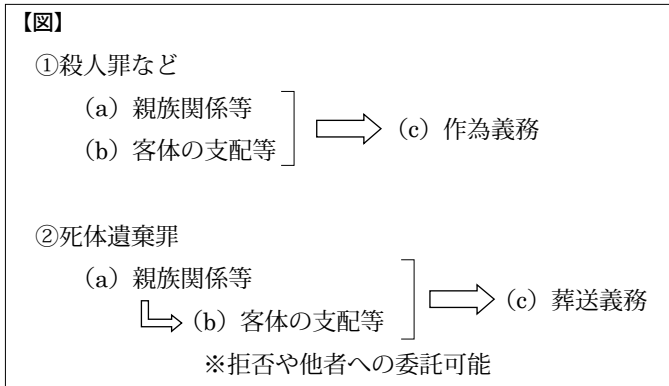 【図】
①殺人罪など
(a) 親族関係等
(b) 客体の支配等
(c) 作為義務
②死体遺棄罪
(a) 親族関係等
(b) 客体の支配等
(c) 葬送義務
※拒否や他者への委託可能